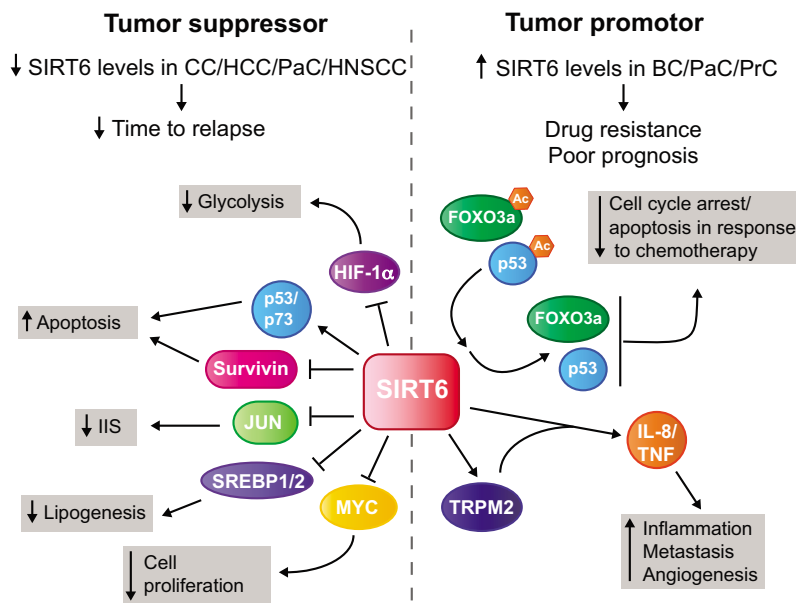 Tumor suppressor
↓ SIRT6 levels in CC/HCC/PaC/HNSCC
↓ Time to relapse
↓ Glycolysis
HIF-1α
p53/
p73
↑ Apoptosis
Survivin
JUN
↓ IIS
SREBP1/2
↓ Lipogenesis
MYC
↓ Cell
proliferation
SIRT6
Tumor promotor
↑ SIRT6 levels in BC/PaC/PrC
Drug resistance
Poor prognosis
Ac
FOXO3a
Ac
p53
↓ Cell cycle arrest/
apoptosis in response
to chemotherapy
FOXO3a
p53
IL-8/
TNF
TRPM2
↑ Inflammation
Metastasis
Angiogenesis